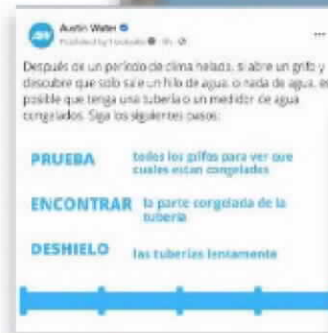 Austin Water
Después de un período de clima helado, si abre un grifo y
descubre que solo sale un hilo de agua, o nada de agua, es
posible que tenga una tubería o un medidor de agua
congelados. Siga los siguientes pasos:
PRUEBA todos los grifos para ver que
cuales estan congelados
ENCONTRAR la parte congelada de la
tubería
DESHIELO las tuberías lentamente